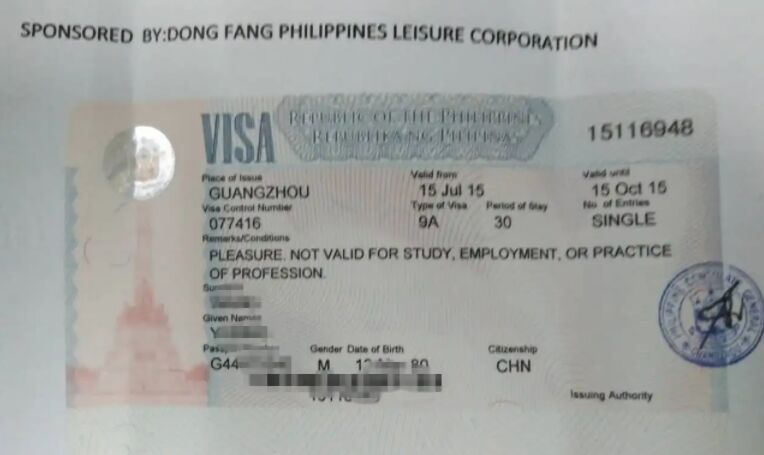 SPONSORED BY:DONG FANG PHILIPPINES LEISURE CORPORATION
VISA
REPUBLIC OF THE PHILIPPINES
REPUBLIKA NG PILIPINAS
15116948
Place of Issue Valid from Valid until
GUANGZHOU 15 Jul 15 15 Oct 15
Visa Control Number Type of Visa Period of Stay No. of Entries
077416 9A 30 SINGLE
Remarks/Conditions
PLEASURE. NOT VALID FOR STUDY, EMPLOYMENT, OR PRACTICE
OF PROFESSION.
Given Names
Gender Date of Birth Citizenship
G44 M CHN
Issuing Authority